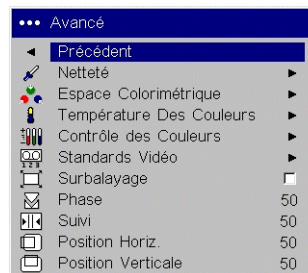 ••• Avancé
Précédent
Netteté
Espace Colorimétrique
Température Des Couleurs
Contrôle des Couleurs
Standards Vidéo
Surbalayage
Phase 50
Suivi 50
Position Horiz. 50
Position Verticale 50